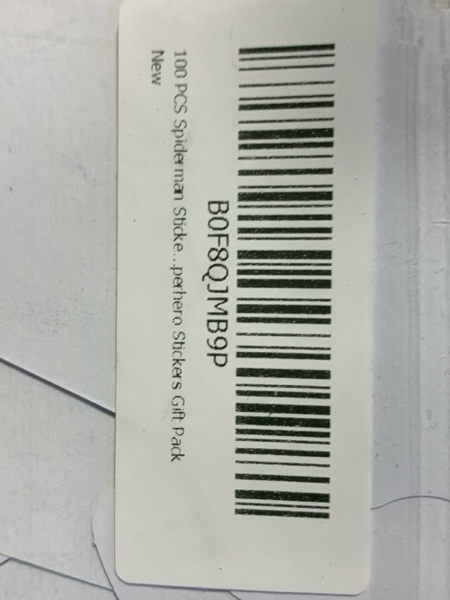 B0F8QJMB9P
100 PCS Spiderman Sticke...perhero Stickers Gift Pack
New